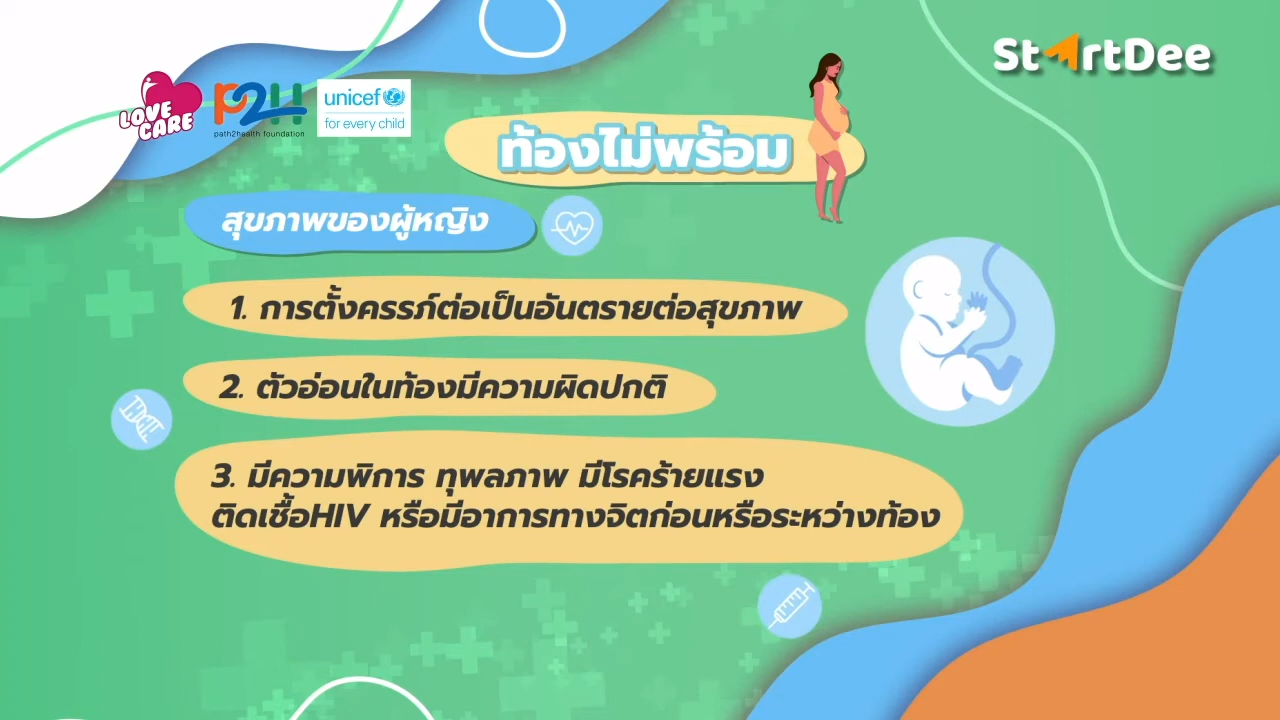 StartDee
LOVE
CARE
P2H
path2health foundation
unicef
for every child
ท้องไม่พร้อม
สุขภาพของผู้หญิง
1. การตั้งครรภ์ต่อเป็นอันตรายต่อสุขภาพ
2. ตัวอ่อนในท้องมีความผิดปกติ
3. มีความพิการ ทุพลภาพ มีโรคร้ายแรง
ติดเชื้อHIV หรือมีอาการทางจิตก่อนหรือระหว่างท้อง